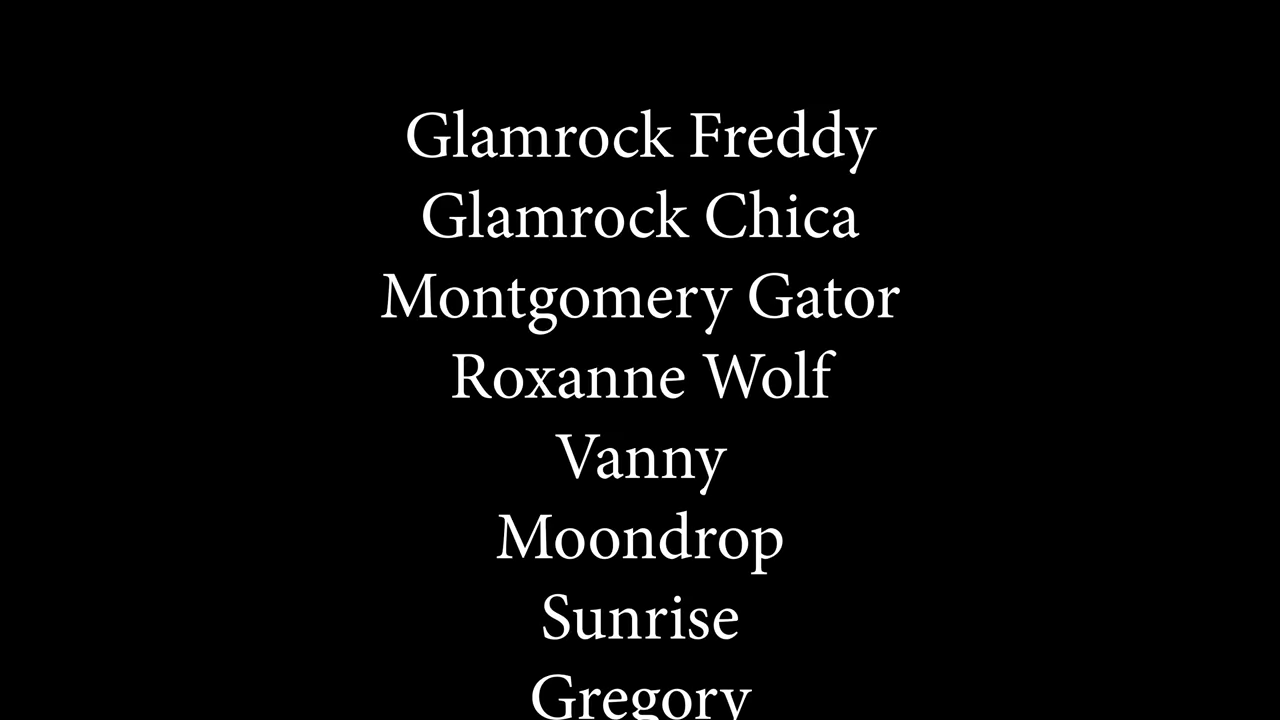 Glamrock Freddy
Glamrock Chica
Montgomery Gator
Roxanne Wolf
Vanny
Moondrop
Sunrise
Gregory